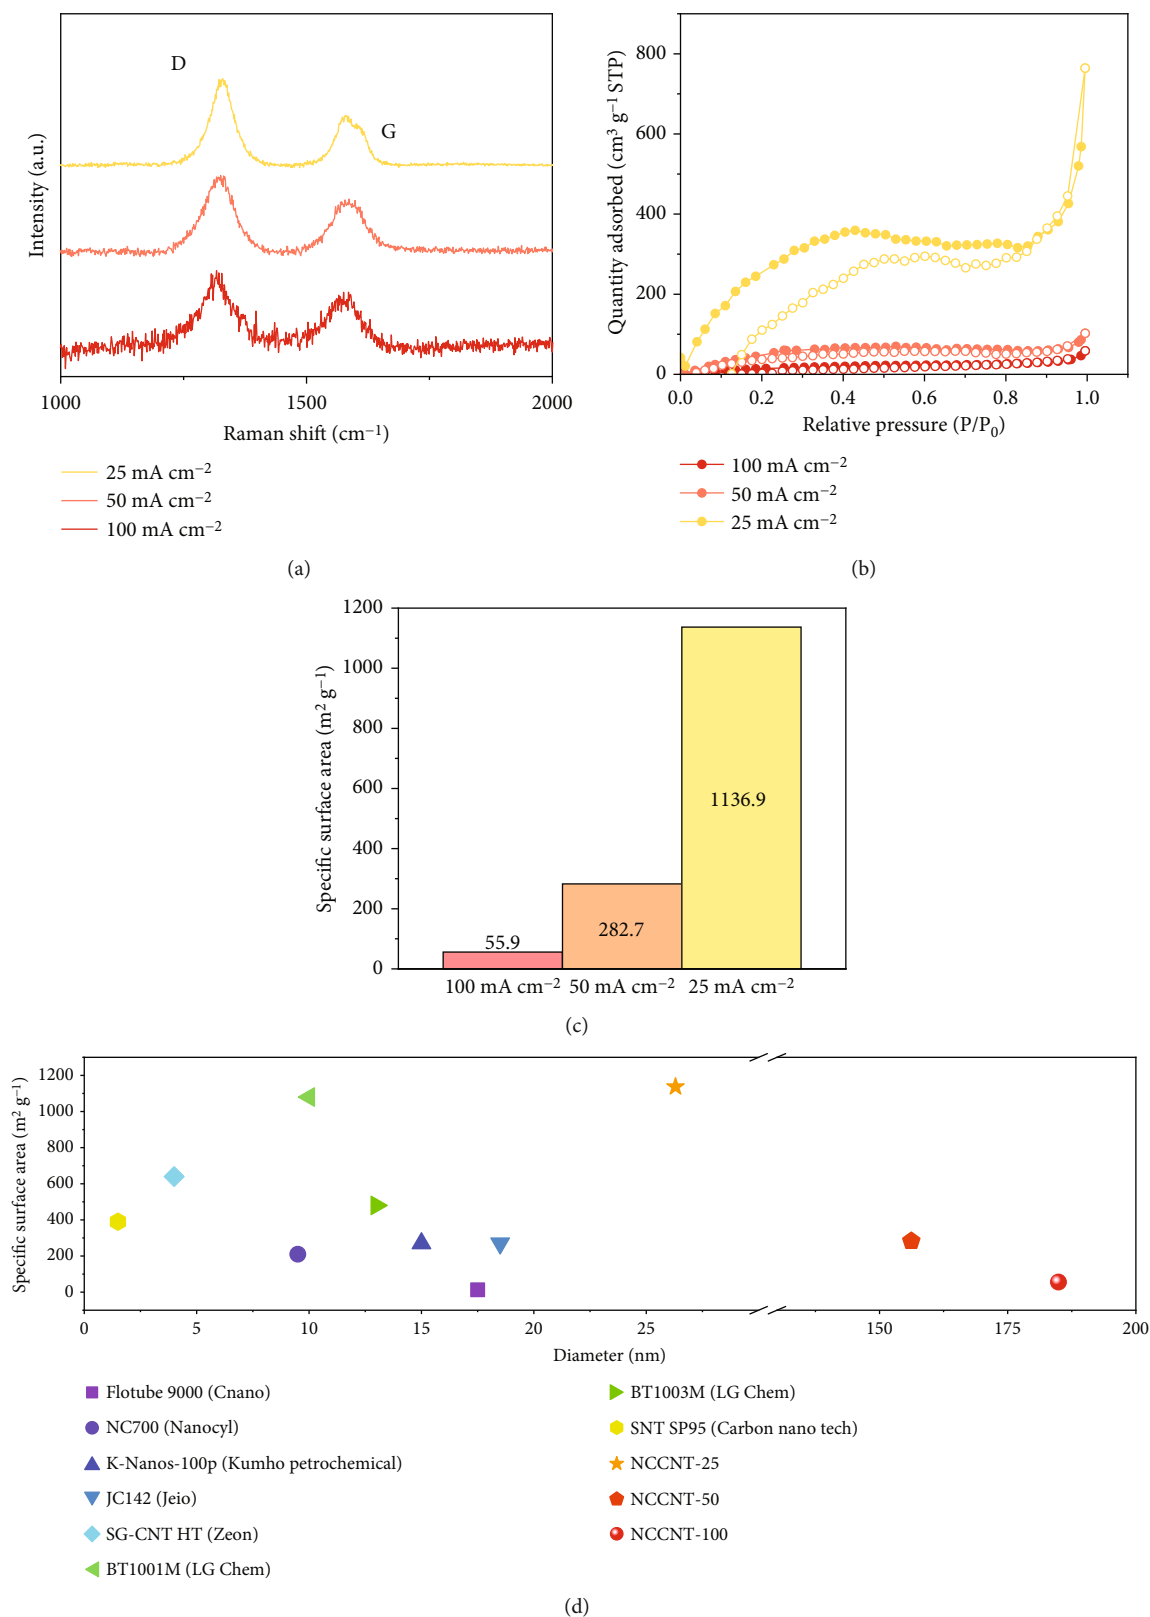 D
G
Intensity (a.u.)
1000
1500
2000
Raman shift (cm⁻¹)
25 mA cm⁻²
50 mA cm⁻²
100 mA cm⁻²
(a)
Quantity adsorbed (cm³ g⁻¹ STP)
800
600
400
200
0
0.0
0.2
0.4
0.6
0.8
1.0
Relative pressure (P/P₀)
100 mA cm⁻²
50 mA cm⁻²
25 mA cm⁻²
(b)
Specific surface area (m² g⁻¹)
1200
1000
800
600
400
200
0
55.9
282.7
1136.9
100 mA cm⁻²
50 mA cm⁻²
25 mA cm⁻²
(c)
Specific surface area (m² g⁻¹)
1200
1000
800
600
400
200
0
0
5
10
15
20
25
150
175
200
Diameter (nm)
Flotube 9000 (Cnano)
NC700 (Nanocyl)
K-Nanos-100p (Kumho petrochemical)
JC142 (Jeio)
SG-CNT HT (Zeon)
BT1001M (LG Chem)
BT1003M (LG Chem)
SNT SP95 (Carbon nano tech)
NCCNT-25
NCCNT-50
NCCNT-100
(d)